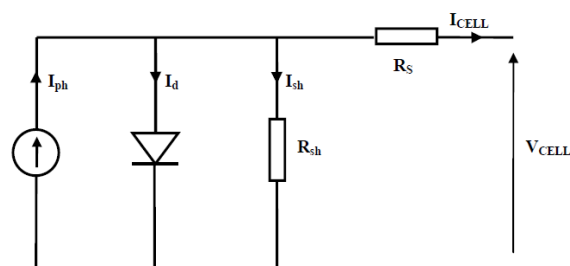 I_CELL
R_S
I_ph
I_d
I_sh
R_sh
V_CELL